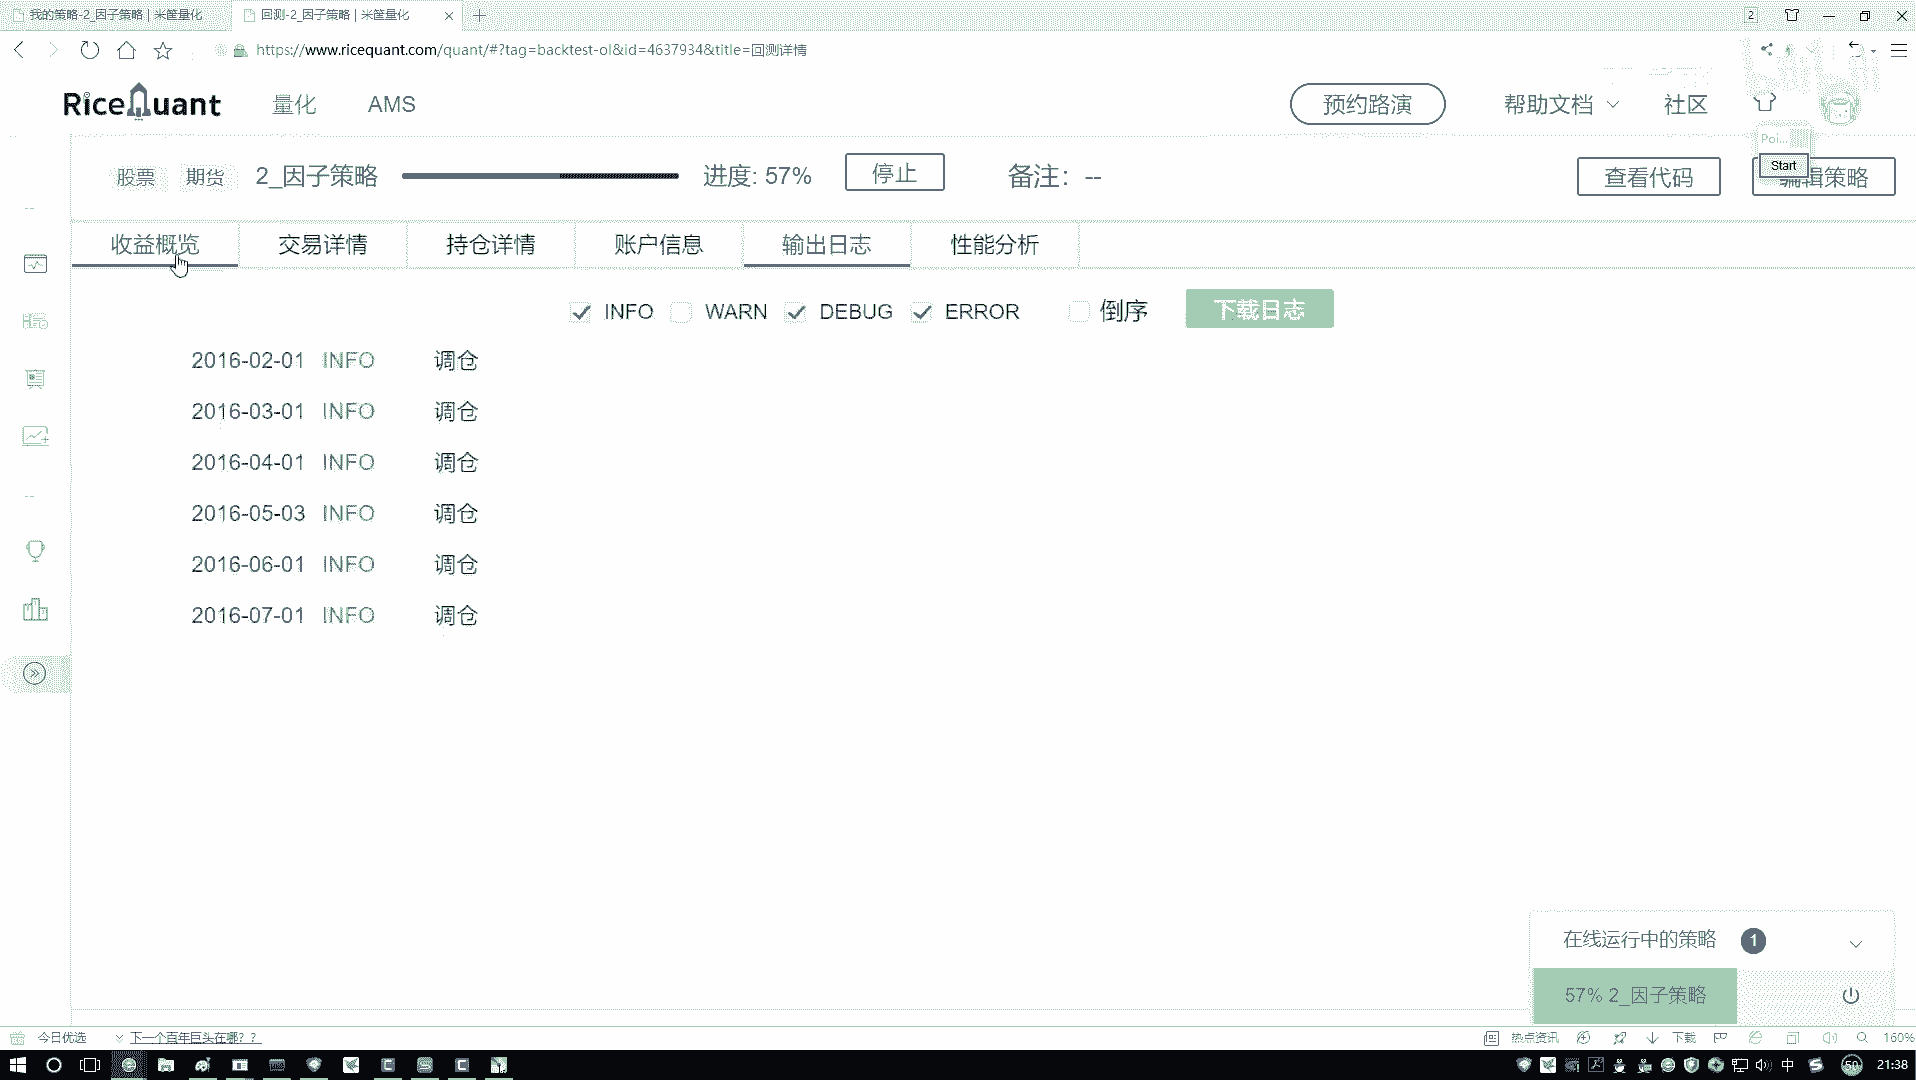 我的策略-2_因子策略 | 米筐量化
回测-2_因子策略 | 米筐量化
2
https://www.ricequant.com/quant/#?tag=backtest-ol&id=4637934&title=回测详情
RiceQuant 量化 AMS 预约路演 帮助文档 社区
Poi...
Start
股票 期货 2_因子策略 进度: 57% 停止 备注: -- 查看代码 编辑策略
收益概览 交易详情 持仓详情 账户信息 输出日志 性能分析
INFO WARN DEBUG ERROR 倒序 下载日志
2016-02-01 INFO 调仓
2016-03-01 INFO 调仓
2016-04-01 INFO 调仓
2016-05-03 INFO 调仓
2016-06-01 INFO 调仓
2016-07-01 INFO 调仓
在线运行中的策略 1
57% 2_因子策略
今日优选 下一个百年巨头在哪？？ 热点资讯 下载 160%
中 50 21:38